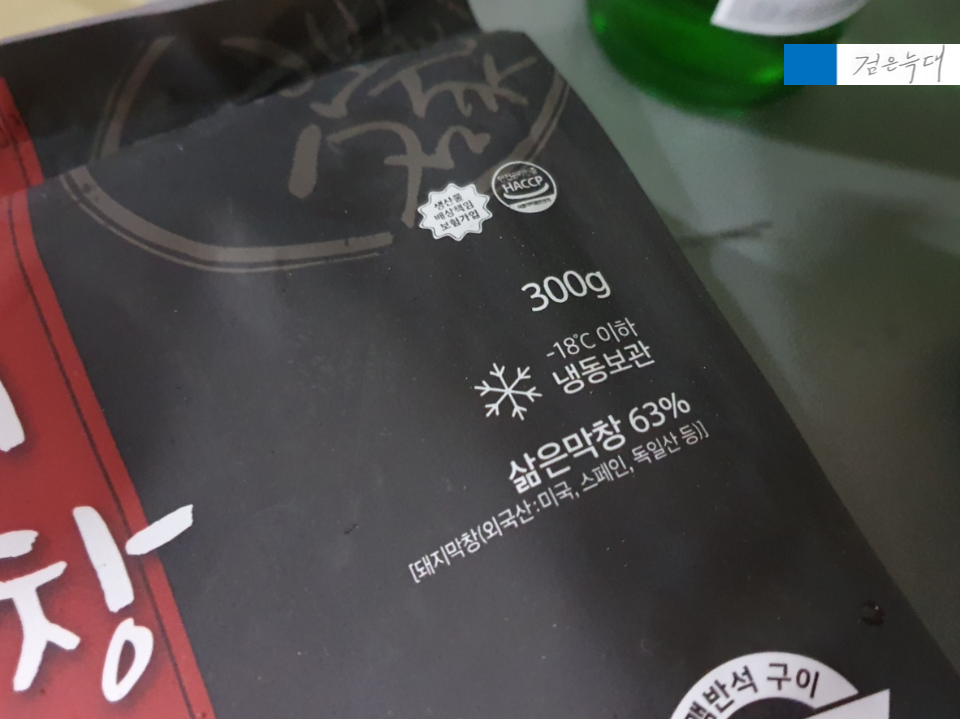 검은늑대
생산물
배상책임
보험가입
HACCP
300g
-18℃ 이하
냉동보관
삶은막창 63%
[돼지막창(외국산:미국, 스페인, 독일산 등)]
창
맥반석 구이